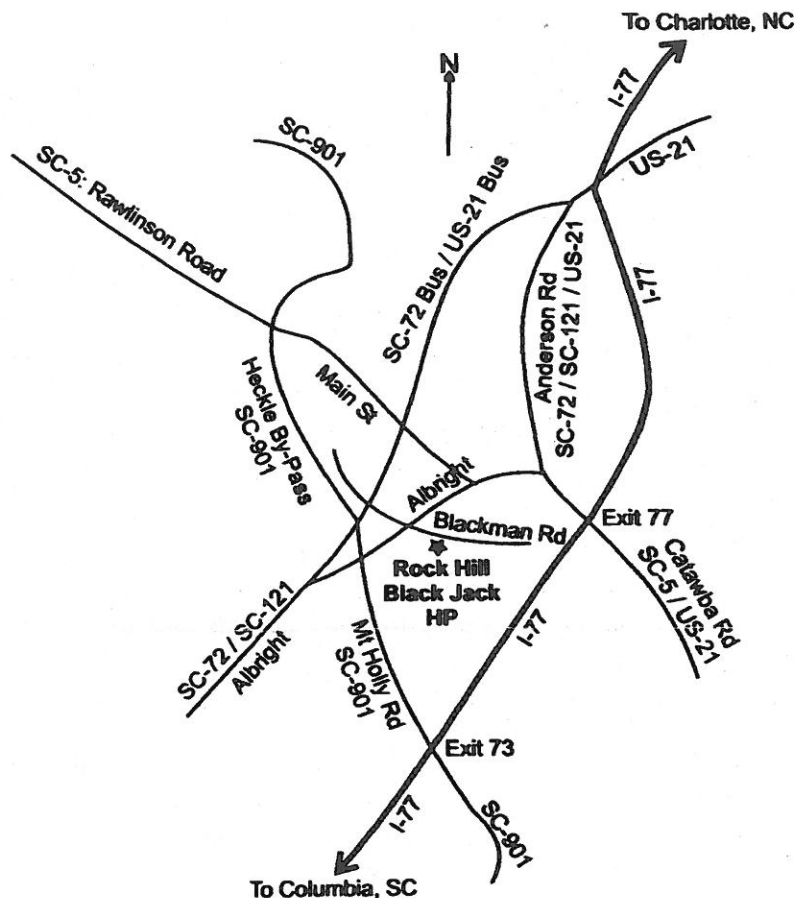 To Charlotte, NC
N
I-77
SC-901
US-21
SC-5: Rawlinson Road
SC-72 Bus / US-21 Bus
I-77
Anderson Rd
SC-72 / SC-121 / US-21
Main St
Heckle By-Pass
SC-901
Albright
Blackman Rd
Exit 77
Rock Hill
Black Jack
HP
Catawba Rd
SC-5 / US-21
SC-72 / SC-121
Albright
Mt Holly Rd
SC-901
I-77
Exit 73
I-77
SC-901
To Columbia, SC